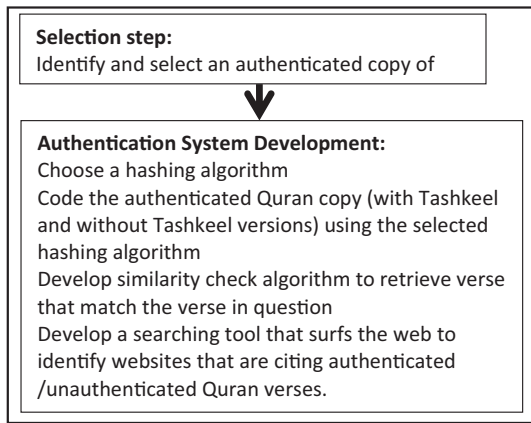 Selection step:
Identify and select an authenticated copy of
Authentication System Development:
Choose a hashing algorithm
Code the authenticated Quran copy (with Tashkeel
and without Tashkeel versions) using the selected
hashing algorithm
Develop similarity check algorithm to retrieve verse
that match the verse in question
Develop a searching tool that surfs the web to
identify websites that are citing authenticated
/unauthenticated Quran verses.